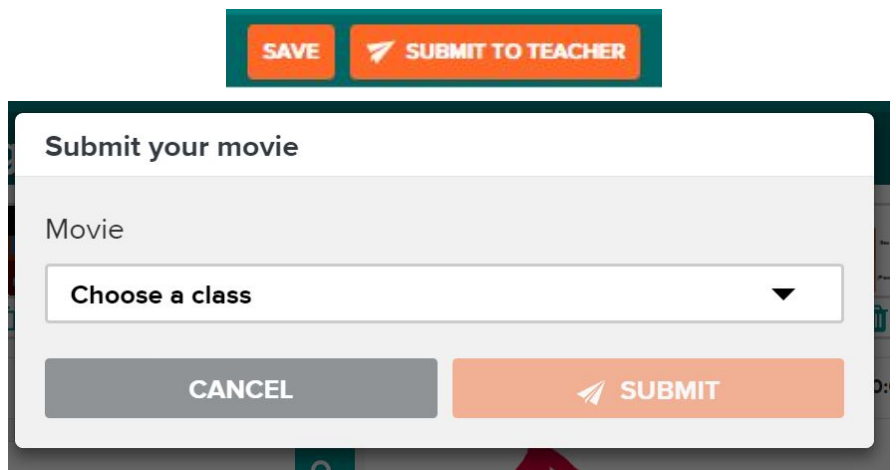 SAVE SUBMIT TO TEACHER
Submit your movie
Movie
Choose a class
CANCEL SUBMIT